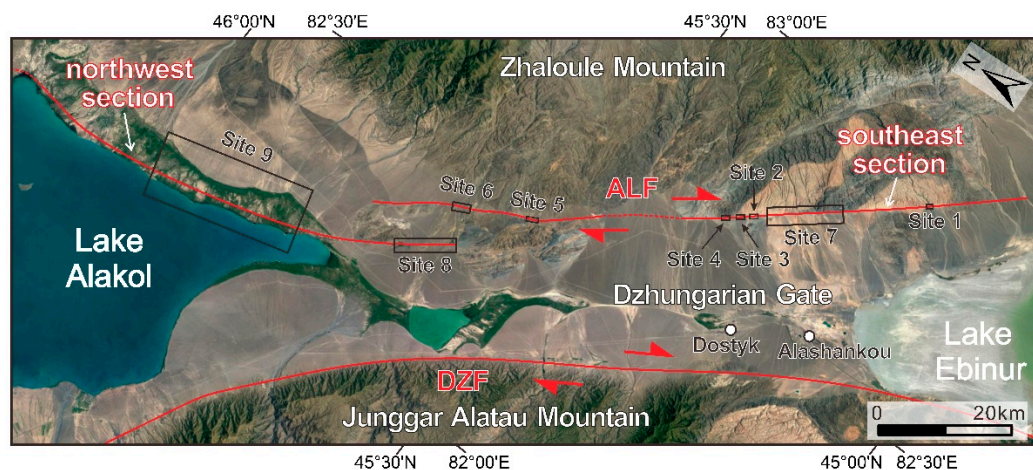 46°00'N 82°30'E 45°30'N 83°00'E
Zhaloule Mountain
N
northwest
section
Site 9
southeast
section
Site 2
ALF
Site 6
Site 5
Site 1
Site 7
Site 4
Site 3
Site 8
Lake
Alakol
Dzhungarian Gate
Dostyk
Alashankou
Lake
Ebinur
DZF
Junggar Alatau Mountain
0 20km
45°30'N 82°00'E 45°00'N 82°30'E